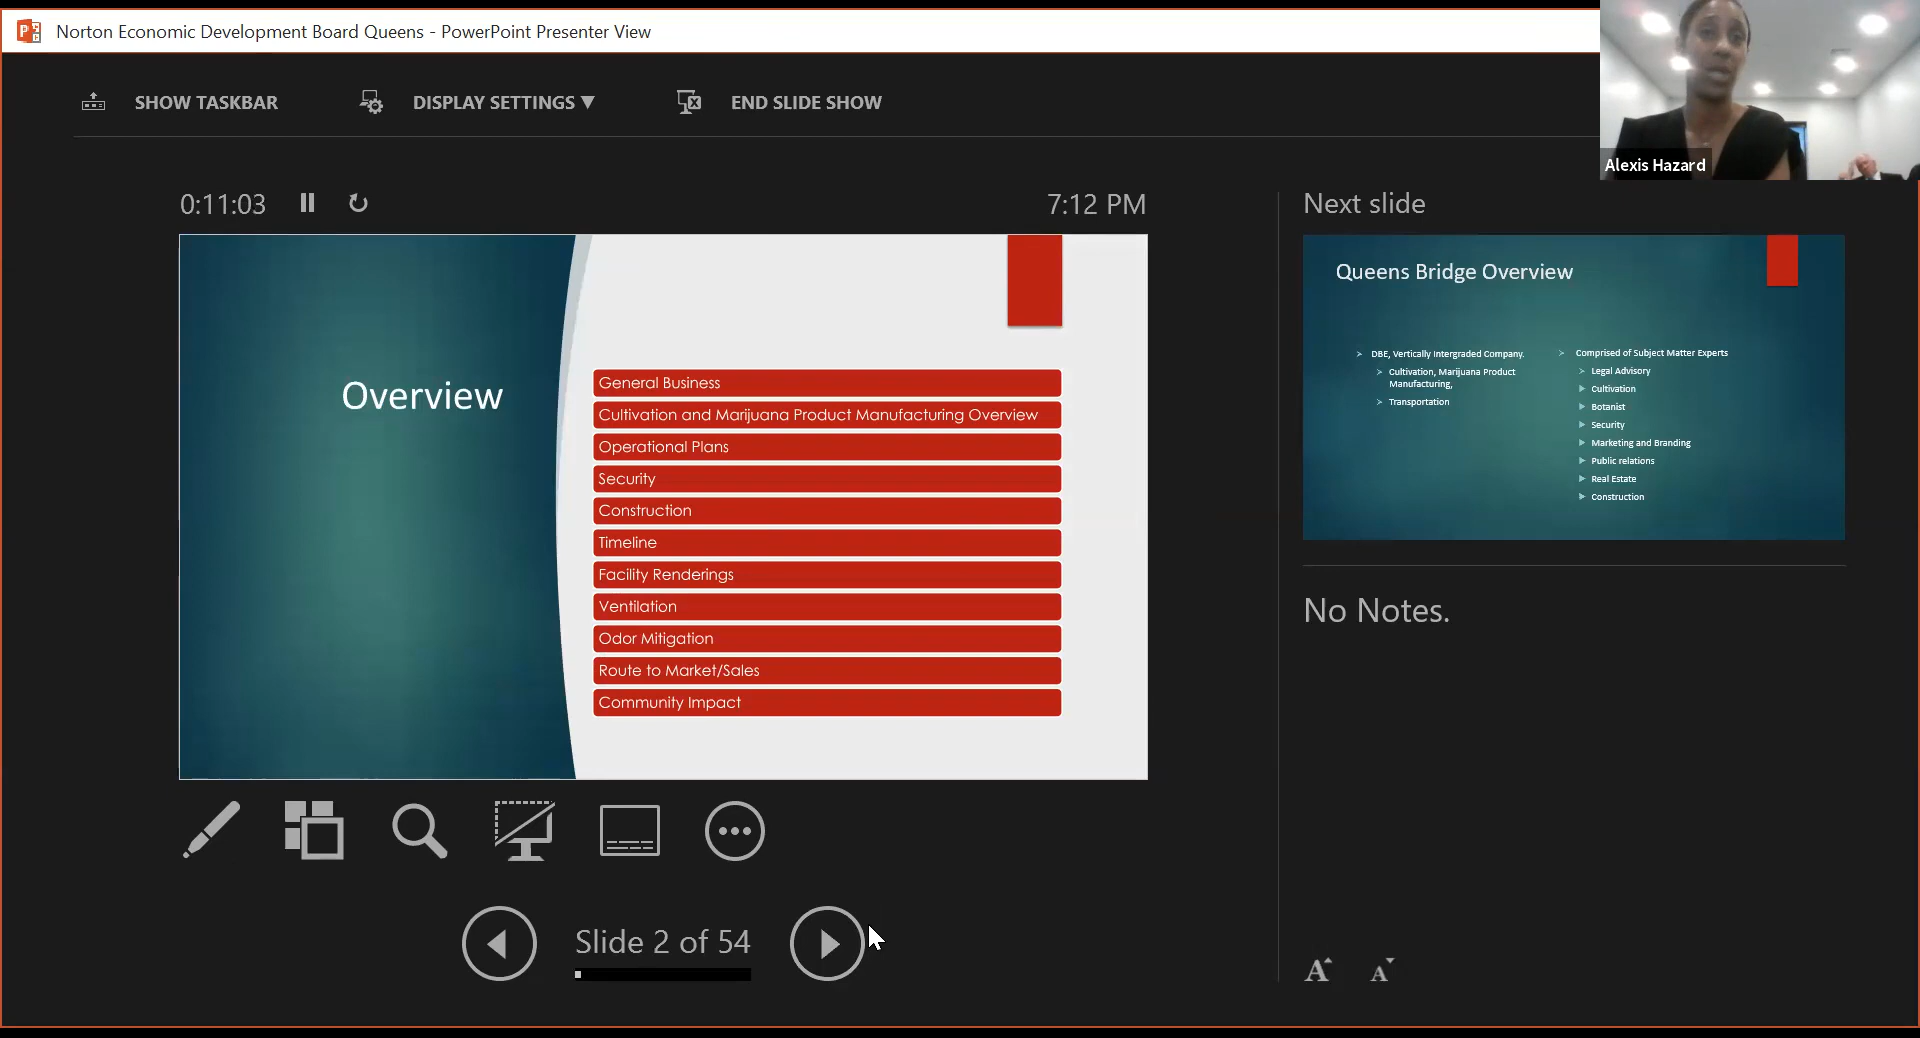 Norton Economic Development Board Queens - PowerPoint Presenter View
SHOW TASKBAR
DISPLAY SETTINGS ▼
END SLIDE SHOW
Alexis Hazard
0:11:03
7:12 PM
Overview
General Business
Cultivation and Marijuana Product Manufacturing Overview
Operational Plans
Security
Construction
Timeline
Facility Renderings
Ventilation
Odor Mitigation
Route to Market/Sales
Community Impact
Slide 2 of 54
Next slide
Queens Bridge Overview
DBE, Vertically Intergraded Company.
Cultivation, Marijuana Product
Manufacturing,
Transportation
Comprised of Subject Matter Experts
Legal Advisory
Cultivation
Botanist
Security
Marketing and Branding
Public relations
Real Estate
Construction
No Notes.
A A